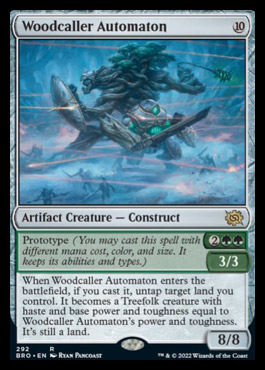 Woodcaller Automaton 10
Artifact Creature — Construct
Prototype (You may cast this spell with 2
different mana cost, color, and size. It
keeps its abilities and types.) 3/3
When Woodcaller Automaton enters the
battlefield, if you cast it, untap target land
you control. It becomes a Treefolk creature with
haste and base power and toughness equal to
Woodcaller Automaton's power and toughness.
It's still a land.
8/8
292 R
BRO • EN RYAN PANCOAST ™ & © 2022 Wizards of the Coast